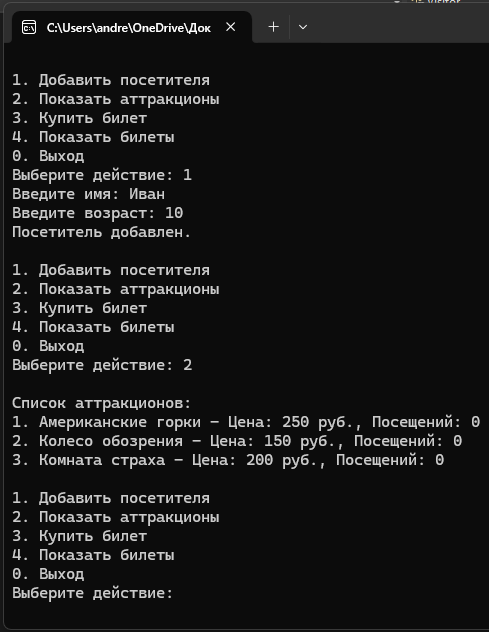 Visitor
C:\Users\andre\OneDrive\Док
1. Добавить посетителя
2. Показать аттракционы
3. Купить билет
4. Показать билеты
0. Выход
Выберите действие: 1
Введите имя: Иван
Введите возраст: 10
Посетитель добавлен.
1. Добавить посетителя
2. Показать аттракционы
3. Купить билет
4. Показать билеты
0. Выход
Выберите действие: 2
Список аттракционов:
1. Американские горки - Цена: 250 руб., Посещений: 0
2. Колесо обозрения - Цена: 150 руб., Посещений: 0
3. Комната страха - Цена: 200 руб., Посещений: 0
1. Добавить посетителя
2. Показать аттракционы
3. Купить билет
4. Показать билеты
0. Выход
Выберите действие: